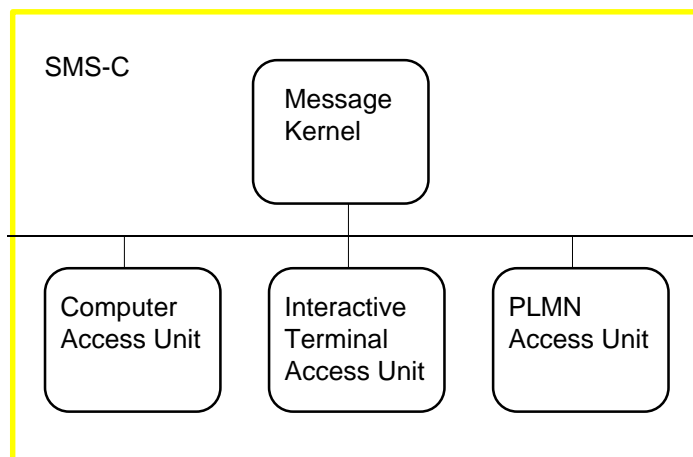 SMS-C
Message
Kernel
Computer
Access Unit
Interactive
Terminal
Access Unit
PLMN
Access Unit